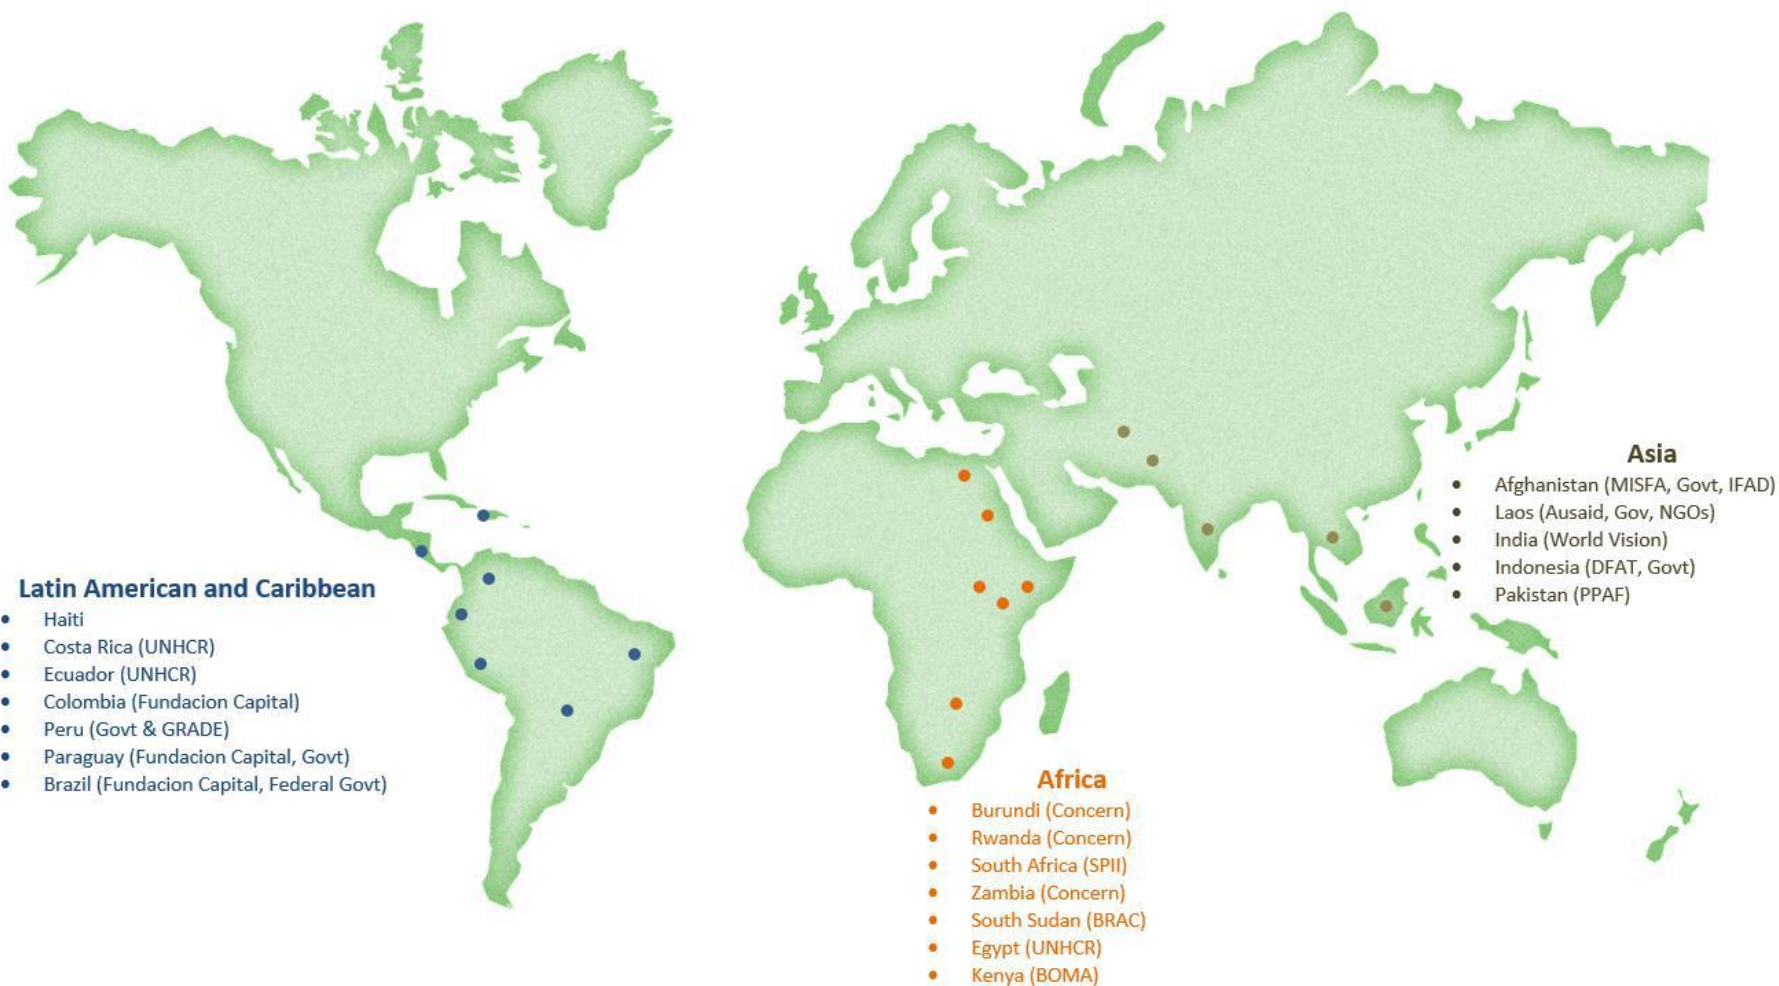 Latin American and Caribbean
• Haiti
• Costa Rica (UNHCR)
• Ecuador (UNHCR)
• Colombia (Fundacion Capital)
• Peru (Govt & GRADE)
• Paraguay (Fundacion Capital, Govt)
• Brazil (Fundacion Capital, Federal Govt)
Africa
• Burundi (Concern)
• Rwanda (Concern)
• South Africa (SPII)
• Zambia (Concern)
• South Sudan (BRAC)
• Egypt (UNHCR)
• Kenya (BOMA)
Asia
• Afghanistan (MISFA, Govt, IFAD)
• Laos (Ausaid, Gov, NGOs)
• India (World Vision)
• Indonesia (DFAT, Govt)
• Pakistan (PPAF)